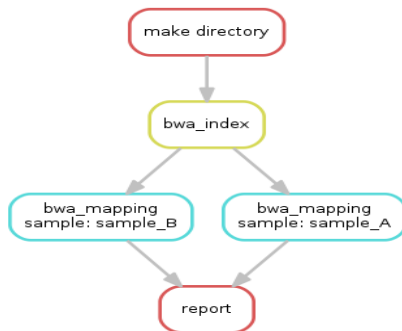 make directory
bwa_index
bwa_mapping
sample: sample_B
bwa_mapping
sample: sample_A
report